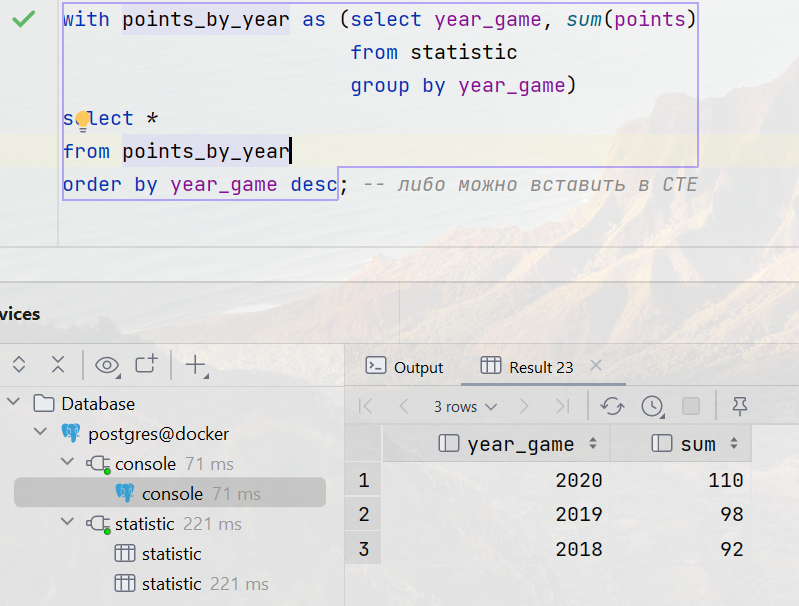 with points_by_year as (select year_game, sum(points)
from statistic
group by year_game)
select *
from points_by_year
order by year_game desc; -- либо можно вставить в CTE
vices
Output
Result 23
3 rows
Database
postgres@docker
console 71 ms
console 71 ms
statistic 221 ms
statistic
statistic 221 ms
year_game sum
1 2020 110
2 2019 98
3 2018 92